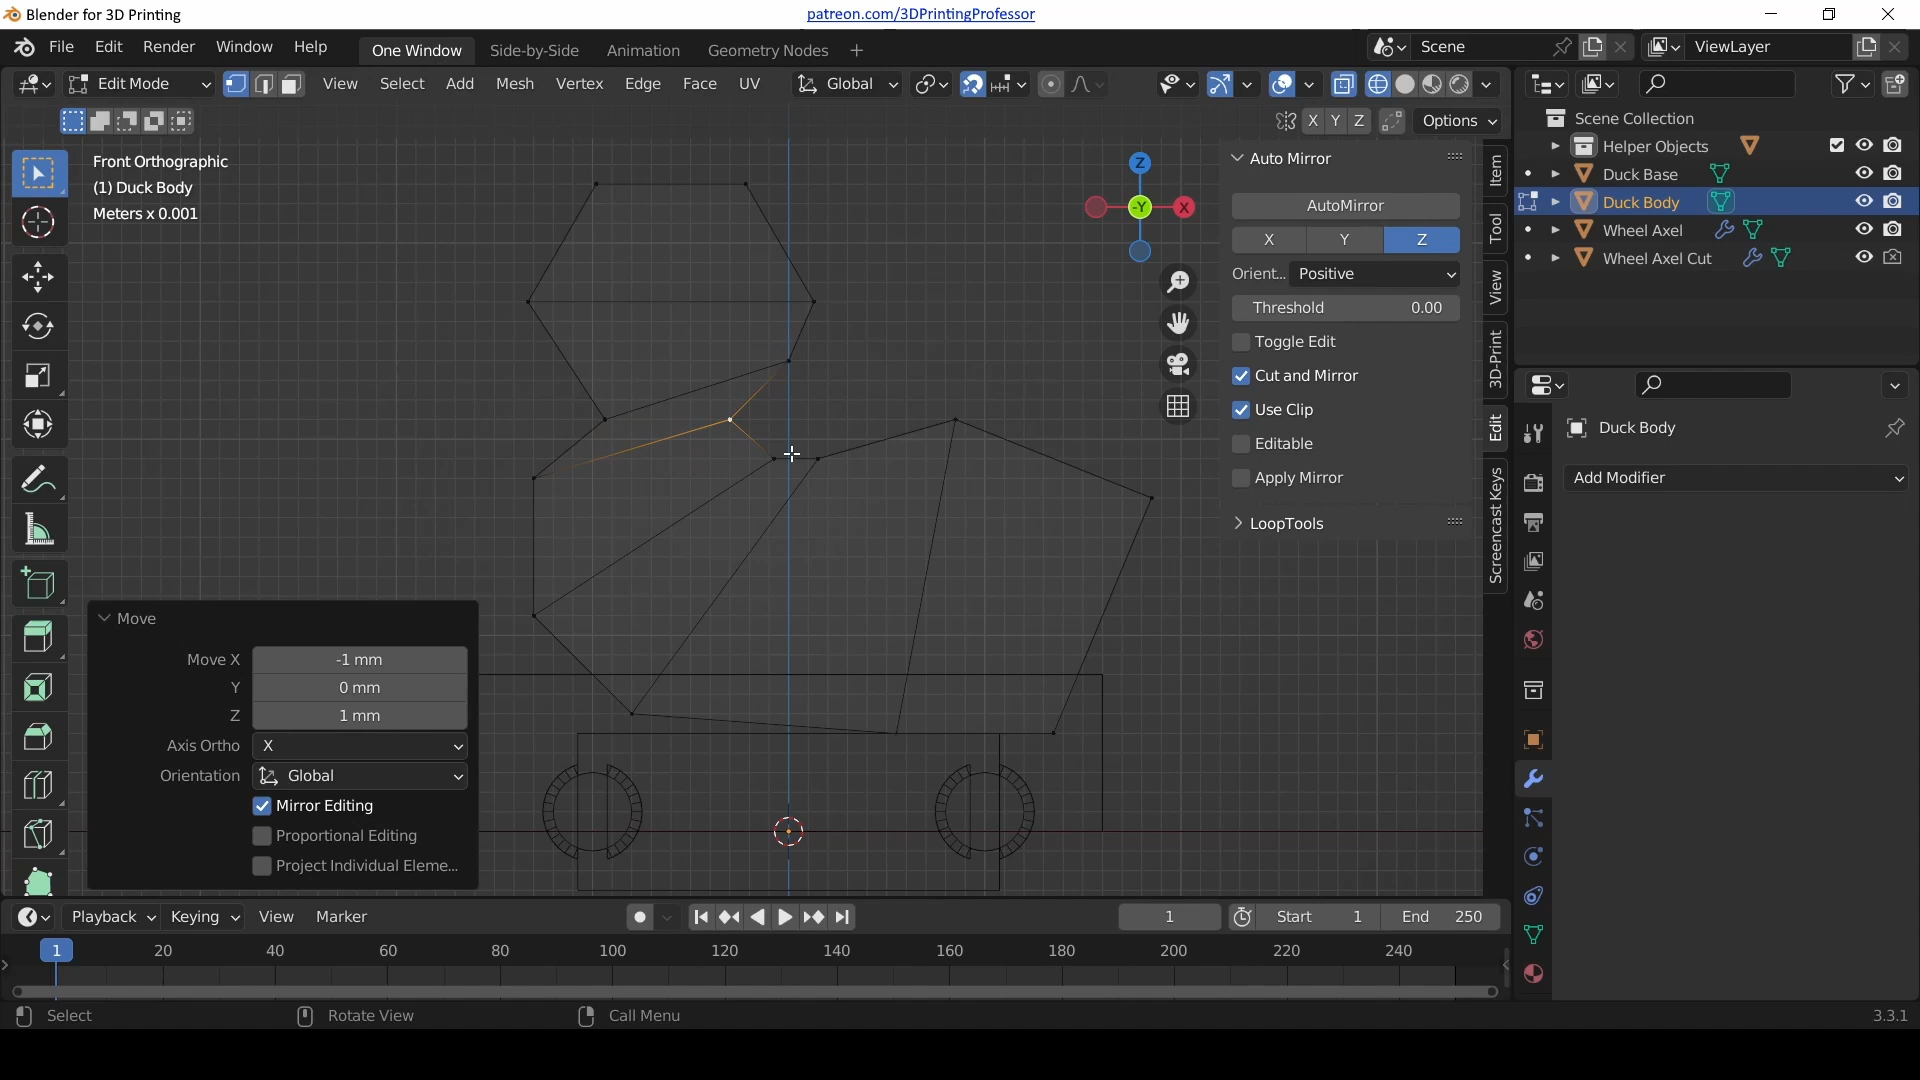 Blender for 3D Printing
patreon.com/3DPrintingProfessor
File Edit Render Window Help
One Window Side-by-Side Animation Geometry Nodes +
Scene
ViewLayer
Edit Mode
View Select Add Mesh Vertex Edge Face UV
Global
X Y Z
Options
Front Orthographic
(1) Duck Body
Meters x 0.001
Z
-Y
X
Auto Mirror
AutoMirror
X Y Z
Orient... Positive
Threshold 0.00
Toggle Edit
Cut and Mirror
Use Clip
Editable
Apply Mirror
LoopTools
Item
Tool
View
3D-Print
Edit
Screencast Keys
Scene Collection
Helper Objects
Duck Base
Duck Body
Wheel Axel
Wheel Axel Cut
Duck Body
Add Modifier
Move
Move X -1 mm
Y 0 mm
Z 1 mm
Axis Ortho X
Orientation Global
Mirror Editing
Proportional Editing
Project Individual Eleme...
Playback Keying View Marker
1
Start 1
End 250
1 20 40 60 80 100 120 140 160 180 200 220 240
Select
Rotate View
Call Menu
3.3.1